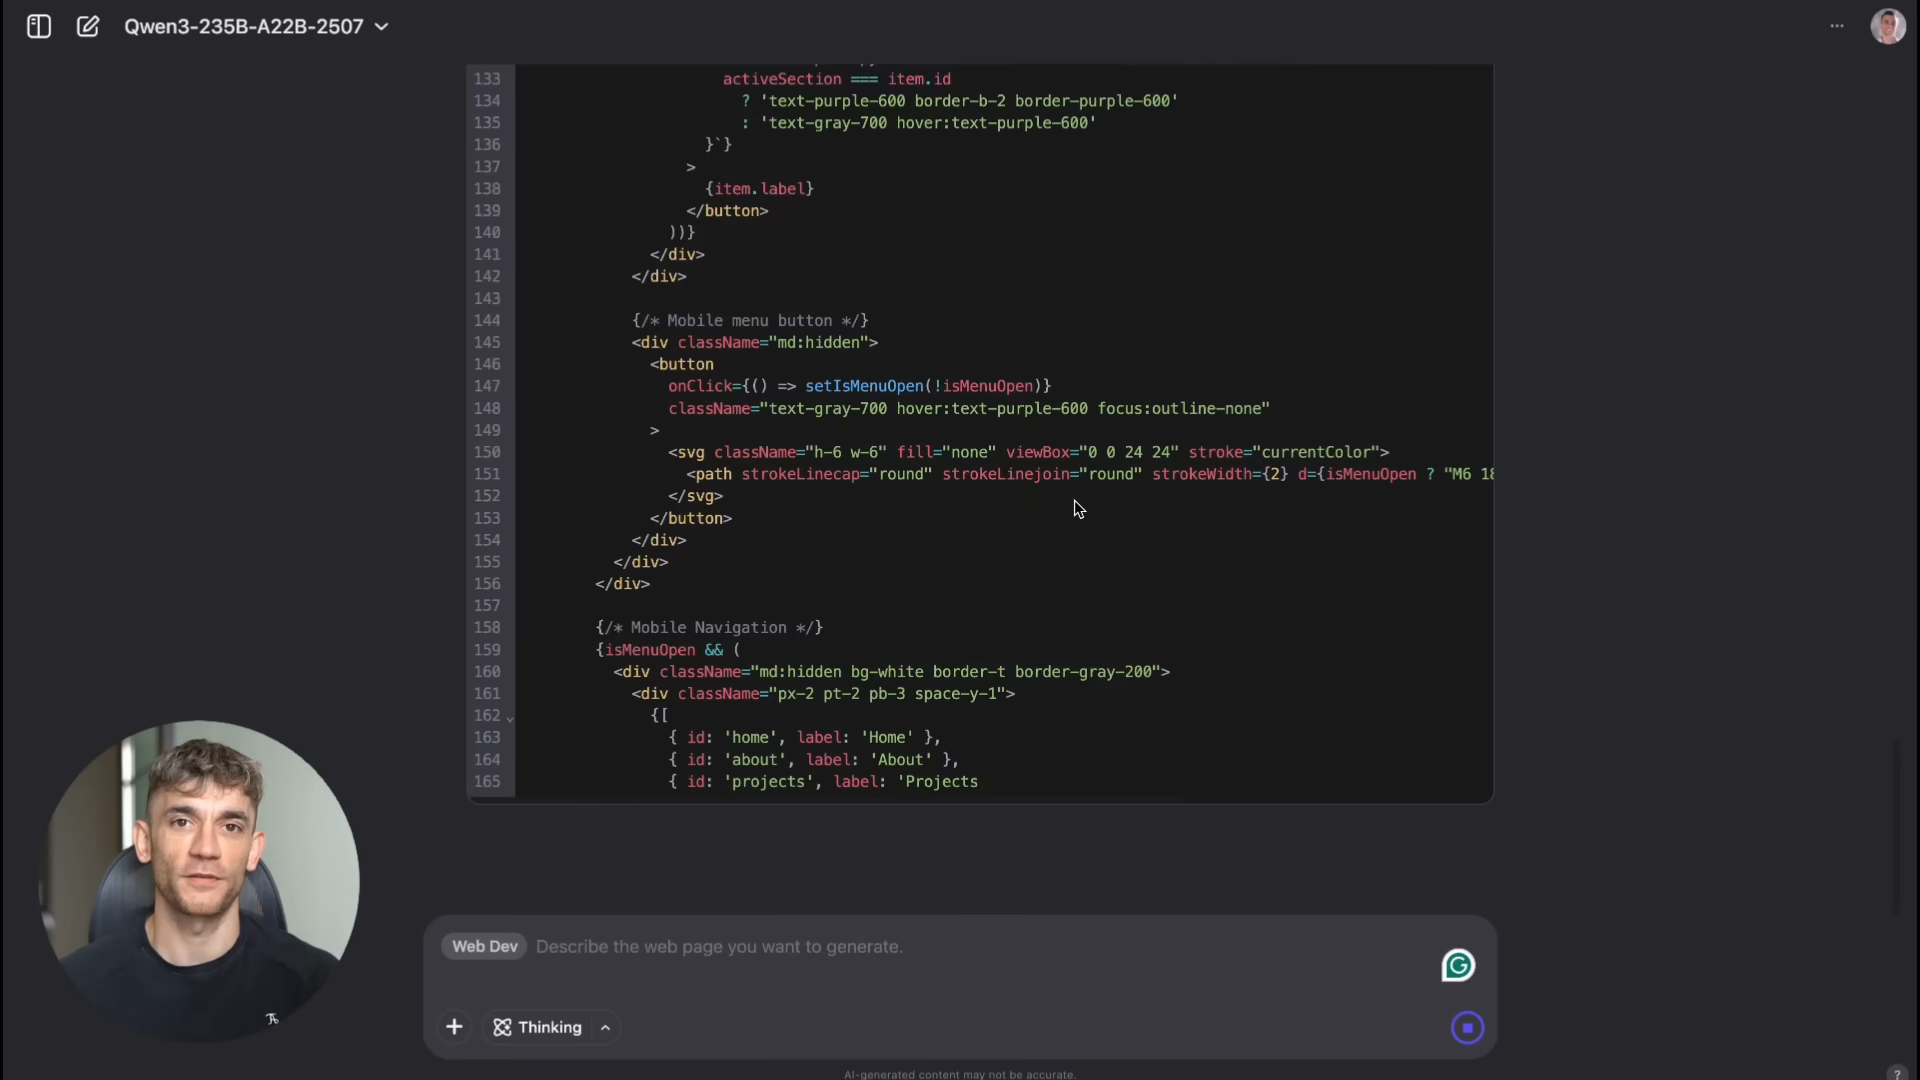 Qwen3-235B-A22B-2507
133 activeSection === item.id
134 ? 'text-purple-600 border-b-2 border-purple-600'
135 : 'text-gray-700 hover:text-purple-600'
136 }`}
137 >
138 {item.label}
139 </button>
140 ))}
141 </div>
142 </div>
143
144 {/* Mobile menu button */}
145 <div className="md:hidden">
146 <button
147 onClick={() => setIsMenuOpen(!isMenuOpen)}
148 className="text-gray-700 hover:text-purple-600 focus:outline-none"
149 >
150 <svg className="h-6 w-6" fill="none" viewBox="0 0 24 24" stroke="currentColor">
151 <path strokeLinecap="round" strokeLinejoin="round" strokeWidth={2} d={isMenuOpen ? "M6 18
152 </svg>
153 </button>
154 </div>
155 </div>
156 </div>
157
158 {/* Mobile Navigation */}
159 {isMenuOpen && (
160 <div className="md:hidden bg-white border-t border-gray-200">
161 <div className="px-2 pt-2 pb-3 space-y-1">
162 {[
163 { id: 'home', label: 'Home' },
164 { id: 'about', label: 'About' },
165 { id: 'projects', label: 'Projects
Web Dev Describe the web page you want to generate.
Thinking
AI-generated content may not be accurate.
?